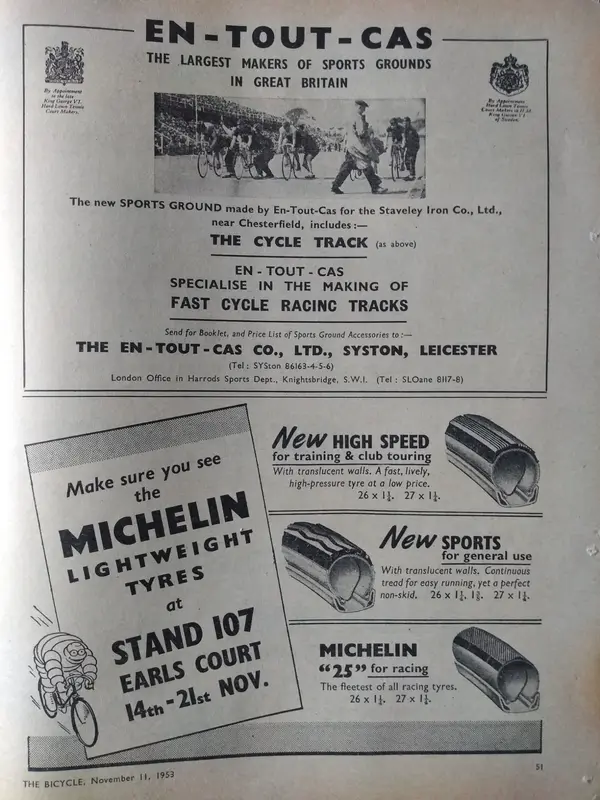 EN-TOUT-CAS
THE LARGEST MAKERS OF SPORTS GROUNDS
IN GREAT BRITAIN
By Appointment
to the late
King George V I.
Hard Lawn Tennis
Court Makers.
By Appointment
Hard Lawn Tennis
Court Makers to H.M.
King Gustav V I
of Sweden.
The new SPORTS GROUND made by En-Tout-Cas for the Staveley Iron Co., Ltd.,
near Chesterfield, includes :—
THE CYCLE TRACK (as above)
EN - TOUT - CAS
SPECIALISE IN THE MAKING OF
FAST CYCLE RACING TRACKS
Send for Booklet, and Price List of Sports Ground Accessories to :—
THE EN-TOUT-CAS CO., LTD., SYSTON, LEICESTER
(Tel : SYSton 86163-4-5-6)
London Office in Harrods Sports Dept., Knightsbridge, S.W.I. (Tel : SLOane 8117-8)
Make sure you see
the
MICHELIN
LIGHTWEIGHT
TYRES
at
STAND 107
EARLS COURT
14th-21st NOV.
New HIGH SPEED
for training & club touring
With translucent walls. A fast, lively,
high-pressure tyre at a low price.
26 x 1¼. 27 x 1¼.
New SPORTS
for general use
With translucent walls. Continuous
tread for easy running, yet a perfect
non-skid. 26 x 1¼, 1⅜. 27 x 1¼.
MICHELIN
"25" for racing
The fleetest of all racing tyres.
26 x 1¼. 27 x 1¼.
THE BICYCLE, November 11, 1953
51